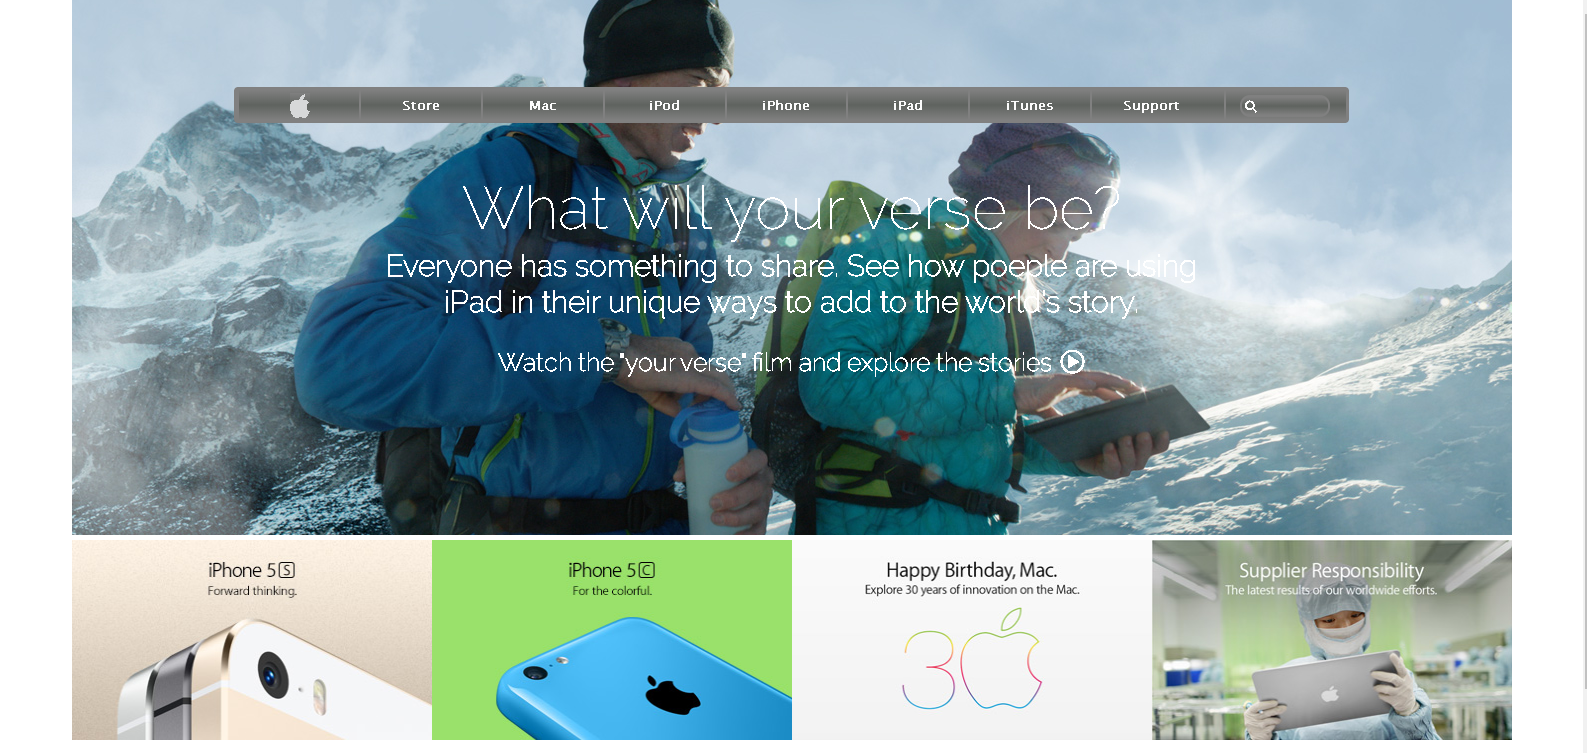 Store Mac iPod iPhone iPad iTunes Support
What will your verse be?
Everyone has something to share. See how poeple are using
iPad in their unique ways to add to the world's story.
Watch the "your verse" film and explore the stories
iPhone 5S
Forward thinking.
iPhone 5C
For the colorful.
Happy Birthday, Mac.
Explore 30 years of innovation on the Mac.
30
Supplier Responsibility
The latest results of our worldwide efforts.